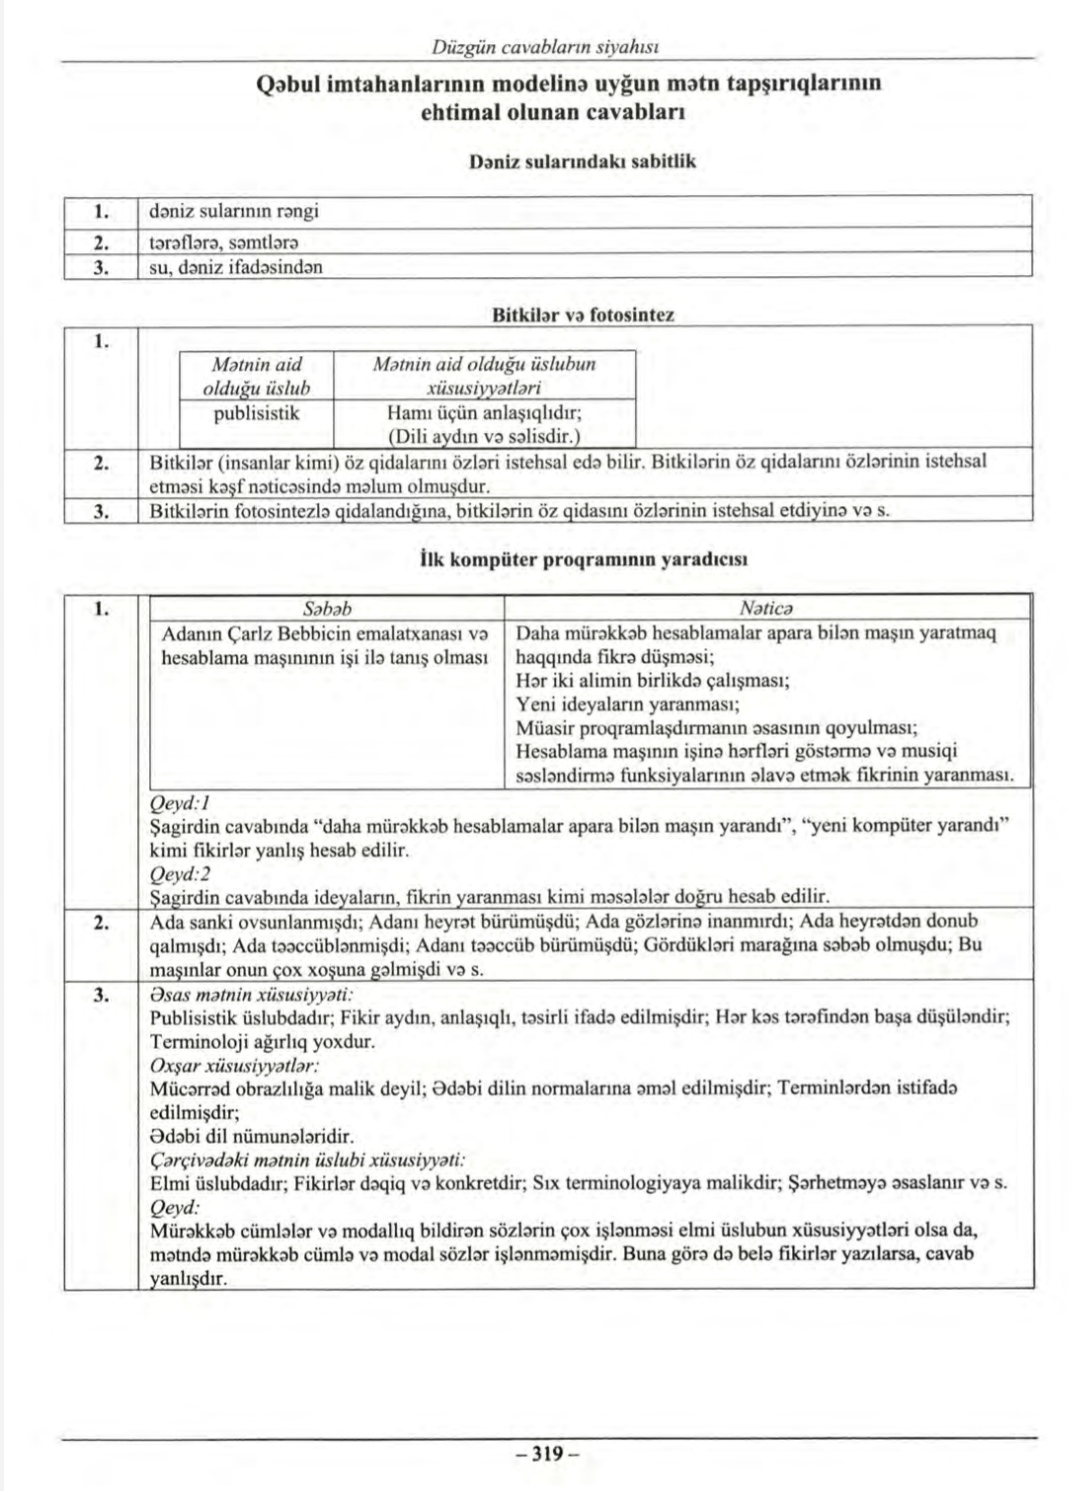 Düzgün cavabların siyahısı
Qəbul imtahanlarının modelinə uyğun mətn tapşırıqlarının
ehtimal olunan cavabları
Dəniz sularındakı sabitlik
1. dəniz sularının rəngi
2. tərəflərə, səmtlərə
3. su, dəniz ifadəsindən
Bitkilər və fotosintez
1.
Mətnin aid
olduğu üslub
Mətnin aid olduğu üslubun
xüsusiyyətləri
publisistik
Hamı üçün anlaşıqlıdır;
(Dili aydın və səlisdir.)
2. Bitkilər (insanlar kimi) öz qidalarını özləri istehsal edə bilir. Bitkilərin öz qidalarını özlərinin istehsal
etməsi kəşf nəticəsində məlum olmuşdur.
3. Bitkilərin fotosintezlə qidalandığına, bitkilərin öz qidasını özlərinin istehsal etdiyinə və s.
İlk kompüter proqramının yaradıcısı
1.
Səbəb
Nəticə
Adanın Çarlz Bebbicin emalatxanası və
hesablama maşınının işi ilə tanış olması
Daha mürəkkəb hesablamalar apara bilən maşın yaratmaq
haqqında fikrə düşməsi;
Hər iki alimin birlikdə çalışması;
Yeni ideyaların yaranması;
Müasir proqramlaşdırmanın əsasının qoyulması;
Hesablama maşının işinə hərfləri göstərmə və musiqi
səsləndirmə funksiyalarının əlavə etmək fikrinin yaranması.
Qeyd:1
Şagirdin cavabında “daha mürəkkəb hesablamalar apara bilən maşın yarandı”, “yeni kompüter yarandı”
kimi fikirlər yanlış hesab edilir.
Qeyd:2
Şagirdin cavabında ideyaların, fikrin yaranması kimi məsələlər doğru hesab edilir.
2. Ada sanki ovsunlanmışdı; Adanı heyrət bürümüşdü; Ada gözlərinə inanmırdı; Ada heyrətdən donub
qalmışdı; Ada təəccüblənmişdi; Adanı təəccüb bürümüşdü; Gördükləri marağına səbəb olmuşdu; Bu
maşınlar onun çox xoşuna gəlmişdi və s.
3. Əsas mətnin xüsusiyyəti:
Publisistik üslubdadır; Fikir aydın, anlaşıqlı, təsirli ifadə edilmişdir; Hər kəs tərəfindən başa düşüləndir;
Terminoloji ağırlıq yoxdur.
Oxşar xüsusiyyətlər:
Mücərrəd obrazlılığa malik deyil; Ədəbi dilin normalarına əməl edilmişdir; Terminlərdən istifadə
edilmişdir;
Ədəbi dil nümunələridir.
Çərçivədəki mətnin üslubi xüsusiyyəti:
Elmi üslubdadır; Fikirlər dəqiq və konkretdir; Sıx terminologiyaya malikdir; Şərhetməyə əsaslanır və s.
Qeyd:
Mürəkkəb cümlələr və modallıq bildirən sözlərin çox işlənməsi elmi üslubun xüsusiyyətləri olsa da,
mətndə mürəkkəb cümlə və modal sözlər işlənməmişdir. Buna görə də belə fikirlər yazılarsa, cavab
yanlışdır.
– 319 –